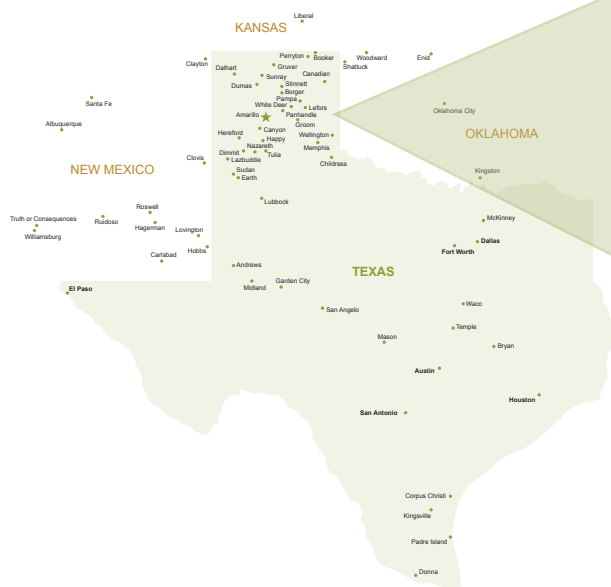 Liberal
KANSAS
Perryton
Booker
Woodward
Enid
Clayton
Shattuck
Gruver
Dalhart
Sunray
Canadian
Dumas
Stinnett
Borger
Pampa
Santa Fe
White Deer
Lefors
Oklahoma City
Amarillo
Panhandle
Groom
Albuquerque
Canyon
OKLAHOMA
Hereford
Happy
Wellington
Nazareth
Memphis
Dimmit
Tulia
Clovis
Lazbuddie
Childress
NEW MEXICO
Sudan
Earth
Kingston
Lubbock
Roswell
Truth or Consequences
Ruidoso
McKinney
Hagerman
Williamsburg
Lovington
Dallas
Hobbs
Fort Worth
Carlsbad
Andrews
TEXAS
Garden City
El Paso
Midland
San Angelo
Waco
Temple
Mason
Bryan
Austin
Houston
San Antonio
Corpus Christi
Kingsville
Padre Island
Donna